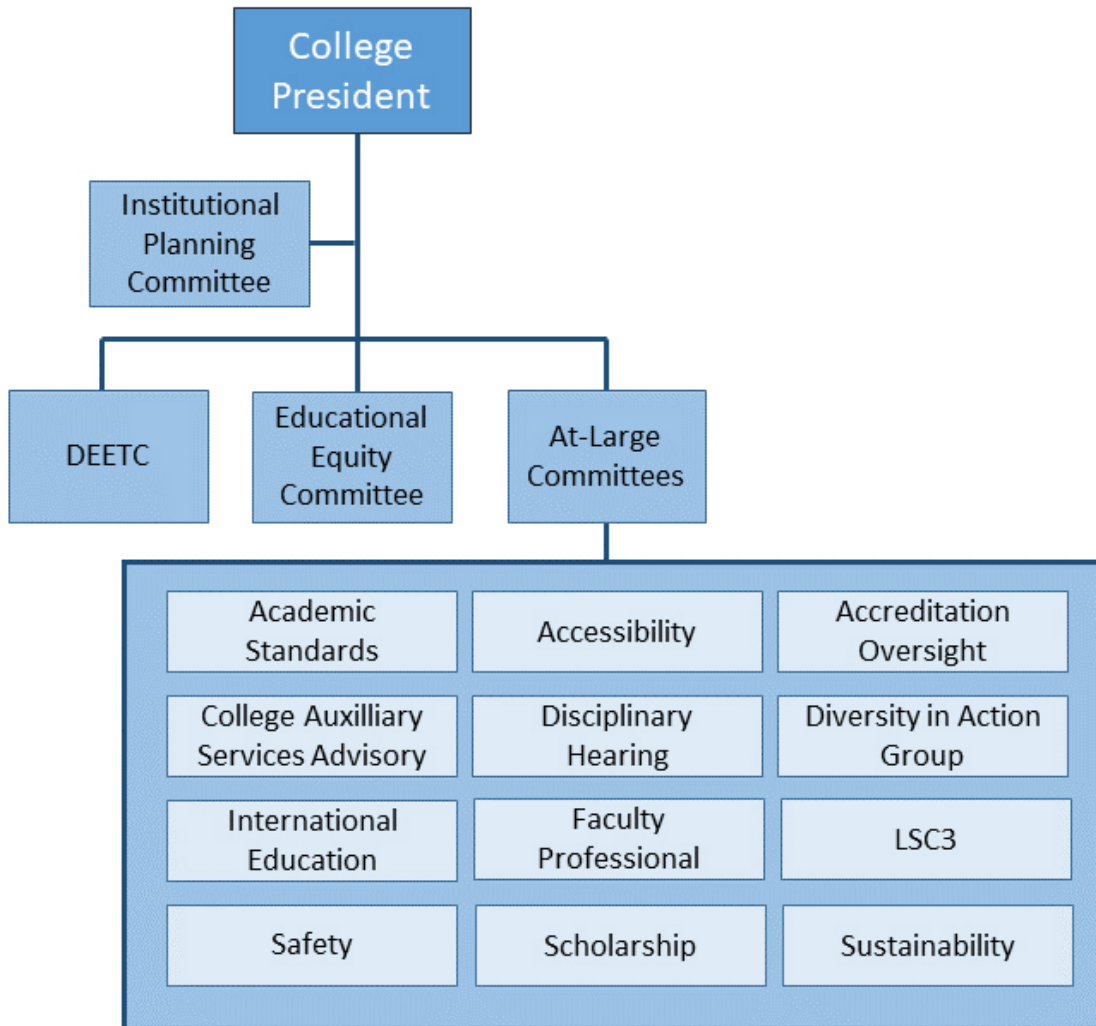 College
President
Institutional
Planning
Committee
DEETC
Educational
Equity
Committee
At-Large
Committees
Academic
Standards
Accessibility
Accreditation
Oversight
College Auxilliary
Services Advisory
Disciplinary
Hearing
Diversity in Action
Group
International
Education
Faculty
Professional
LSC3
Safety
Scholarship
Sustainability